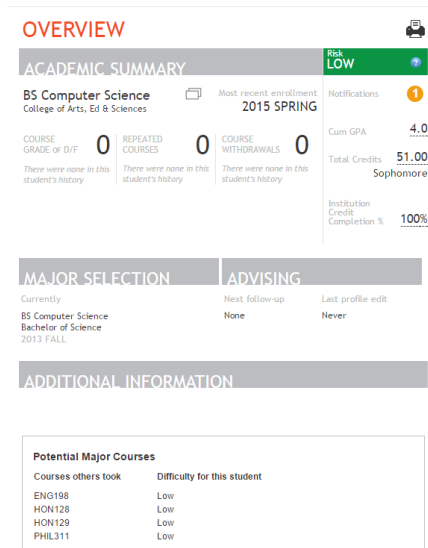 OVERVIEW
ACADEMIC SUMMARY
Risk
LOW
?
BS Computer Science
College of Arts, Ed & Sciences
Most recent enrollment
2015 SPRING
Notifications
1
COURSE
GRADE OF D/F
0
There were none in this
student's history
REPEATED
COURSES
0
There were none in this
student's history
COURSE
WITHDRAWALS
0
There were none in this
student's history
Cum GPA
4.0
Total Credits
51.00
Sophomore
Institution
Credit
Completion %
100%
MAJOR SELECTION
Currently
BS Computer Science
Bachelor of Science
2013 FALL
ADVISING
Next follow-up
None
Last profile edit
Never
ADDITIONAL INFORMATION
Potential Major Courses
Courses others took Difficulty for this student
ENG198 Low
HON128 Low
HON129 Low
PHIL311 Low